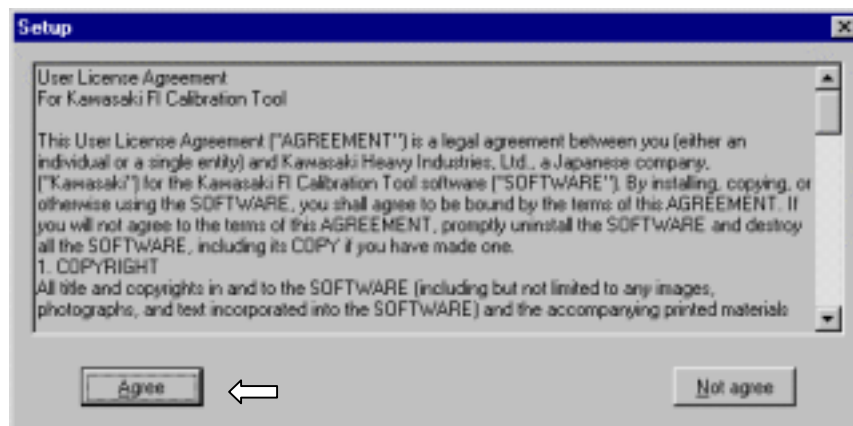 Setup
User License Agreement
For Kawasaki FI Calibration Tool
This User License Agreement ("AGREEMENT") is a legal agreement between you (either an
individual or a single entity) and Kawasaki Heavy Industries, Ltd., a Japanese company,
("Kawasaki") for the Kawasaki FI Calibration Tool software ("SOFTWARE"). By installing, copying, or
otherwise using the SOFTWARE, you shall agree to be bound by the terms of this AGREEMENT. If
you will not agree to the terms of this AGREEMENT, promptly uninstall the SOFTWARE and destroy
all the SOFTWARE, including its COPY if you have made one.
1. COPYRIGHT
All title and copyrights in and to the SOFTWARE (including but not limited to any images,
photographs, and text incorporated into the SOFTWARE) and the accompanying printed materials
Agree
Not agree